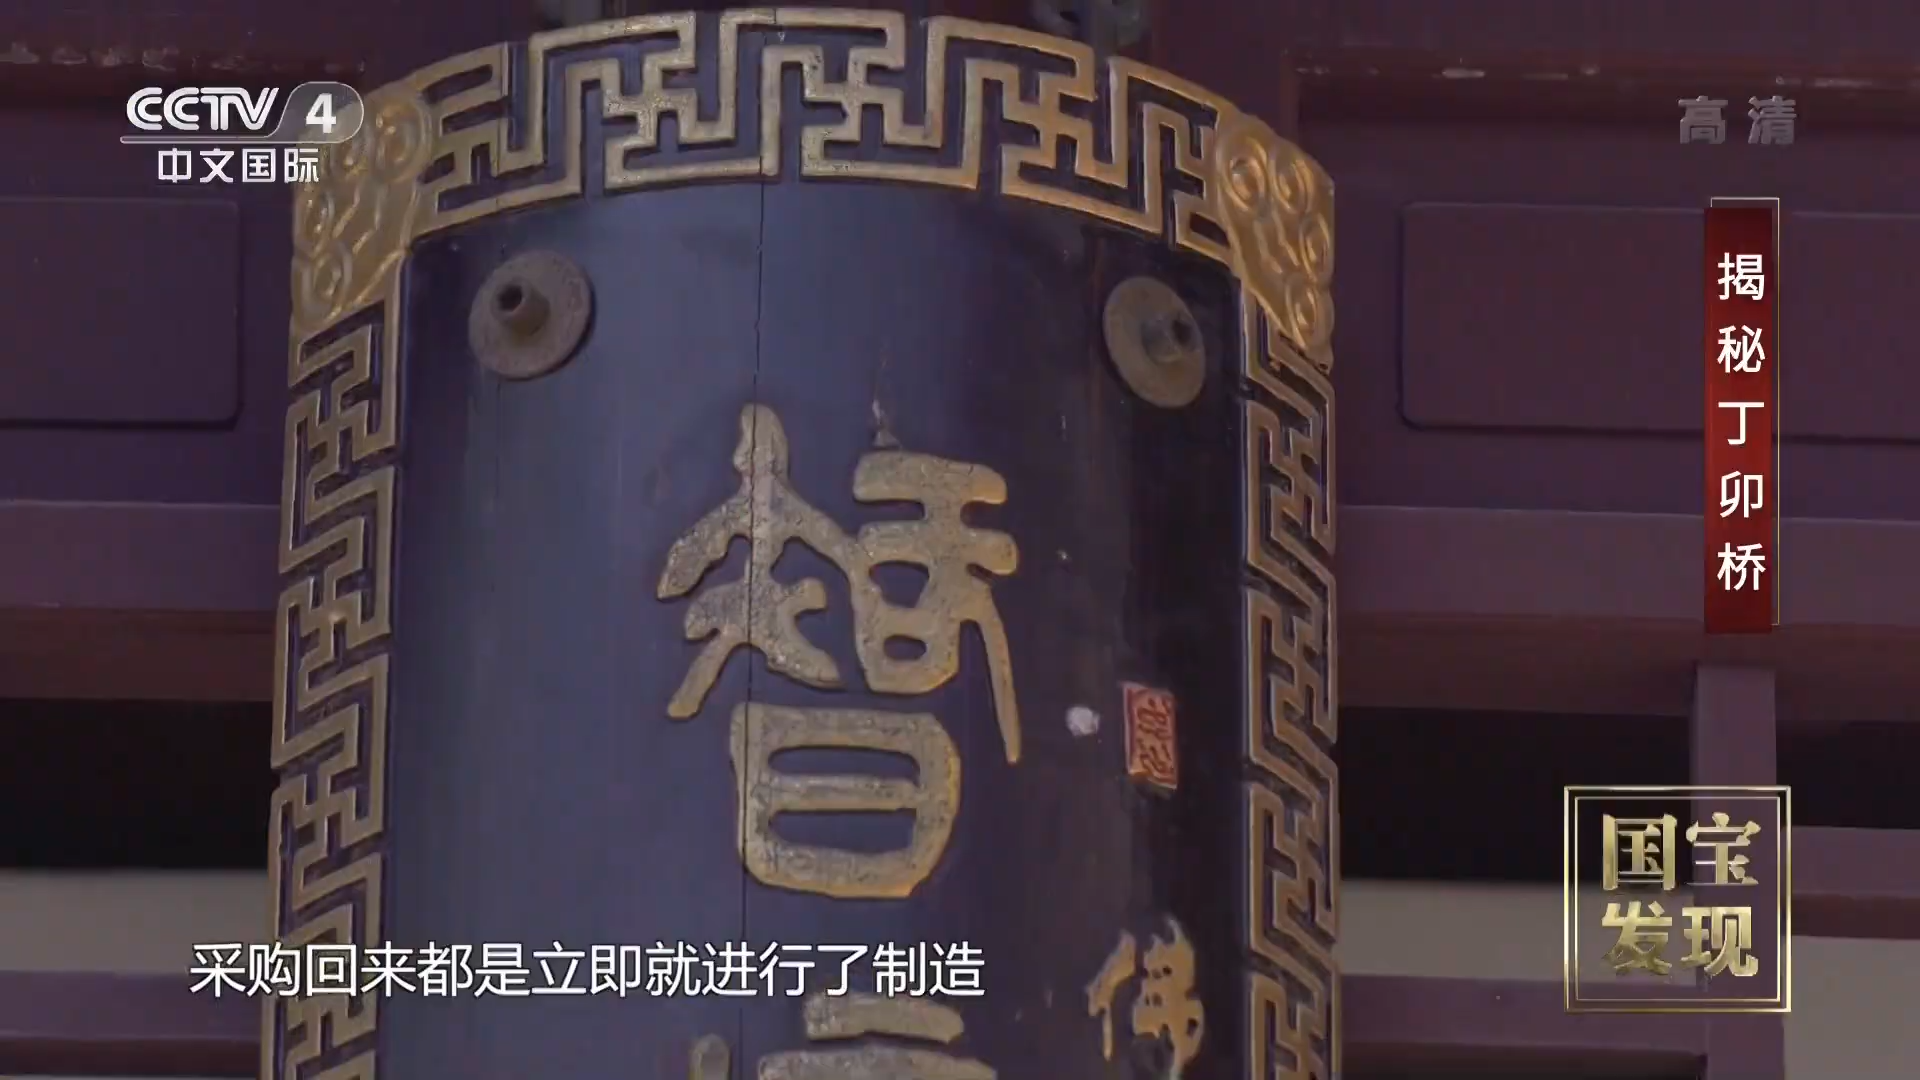 CCTV 4
中文国际
高清
揭秘丁卯桥
智
佛
国宝
发现
采购回来都是立即就进行了制造